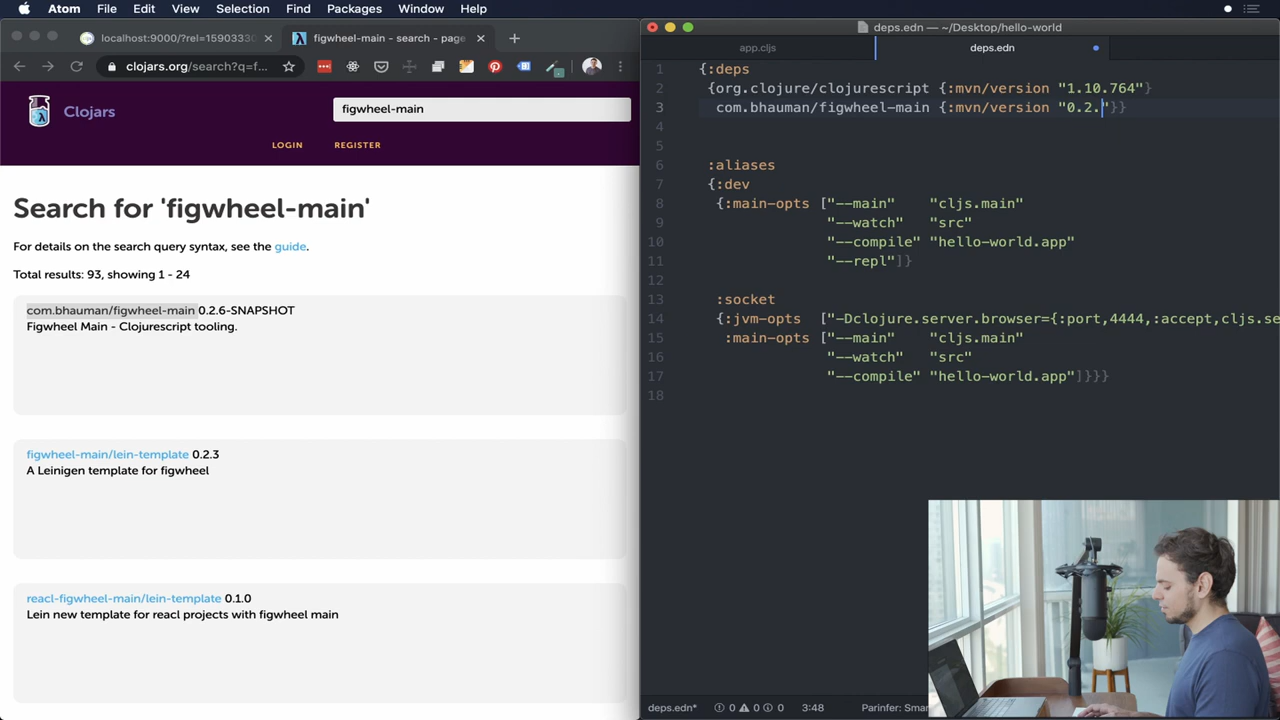 Atom File Edit View Selection Find Packages Window Help
localhost:9000/?rel=15903330
figwheel-main - search - page
clojars.org/search?q=f...
Clojars
figwheel-main
LOGIN REGISTER
Search for 'figwheel-main'
For details on the search query syntax, see the guide.
Total results: 93, showing 1 - 24
com.bhauman/figwheel-main 0.2.6-SNAPSHOT
Figwheel Main - Clojurescript tooling.
figwheel-main/lein-template 0.2.3
A Leinigen template for figwheel
reacl-figwheel-main/lein-template 0.1.0
Lein new template for reacl projects with figwheel main
deps.edn — ~/Desktop/hello-world
app.cljs deps.edn
1 {:deps
2 {org.clojure/clojurescript {:mvn/version "1.10.764"}
3 com.bhauman/figwheel-main {:mvn/version "0.2."}}
4
5
6 :aliases
7 {:dev
8 {:main-opts ["--main" "cljs.main"
9 "--watch" "src"
10 "--compile" "hello-world.app"
11 "--repl"]}
12
13 :socket
14 {:jvm-opts ["-Dclojure.server.browser={:port,4444,:accept,cljs.se
15 :main-opts ["--main" "cljs.main"
16 "--watch" "src"
17 "--compile" "hello-world.app"]}}}
18
deps.edn* 0 0 0 3:48 Parinfer: Smar